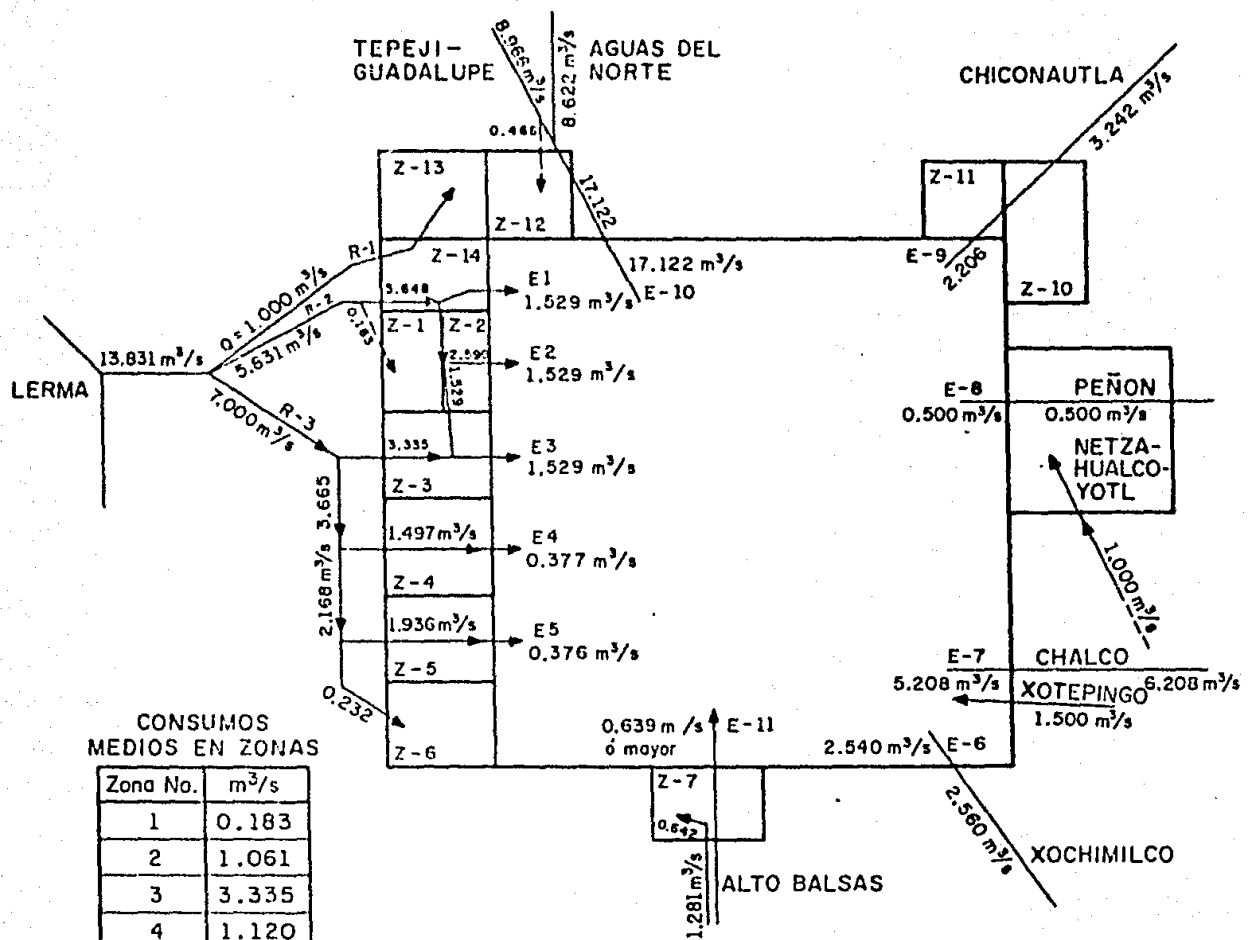 TEPEJI-
GUADALUPE
8.966 m³/s
AGUAS DEL
NORTE
8.622 m³/s
CHICONAUTLA
3.242 m³/s
0.466
Z-13
Z-12
17.122
Z-11
Z-10
E-9
2.206
R-1
Z-14
17.122 m³/s
E-10
Q = 1.000 m³/s
R-2
5.831 m³/s
3.648
0.183
E1
1.529 m³/s
Z-1
Z-2
2.590
1.529
E2
1.529 m³/s
13.831 m³/s
LERMA
R-3
7.000 m³/s
3.335
E3
1.529 m³/s
Z-3
E-8
0.500 m³/s
PEÑON
0.500 m³/s
NETZA-
HUALCO-
YOTL
1.000 m³/s
3.665
2.168 m³/s
1.497 m³/s
E4
0.377 m³/s
Z-4
1.936 m³/s
E5
0.376 m³/s
Z-5
0.232
Z-6
E-7
5.208 m³/s
CHALCO
6.208 m³/s
XOTEPINGO
1.500 m³/s
0.639 m /s
ó mayor
E-11
2.540 m³/s
E-6
2.560 m³/s
XOCHIMILCO
Z-7
0.642
1.281 m³/s
ALTO BALSAS
CONSUMOS
MEDIOS EN ZONAS
Zona No. m³/s
1 0.183
2 1.061
3 3.335
4 1.120